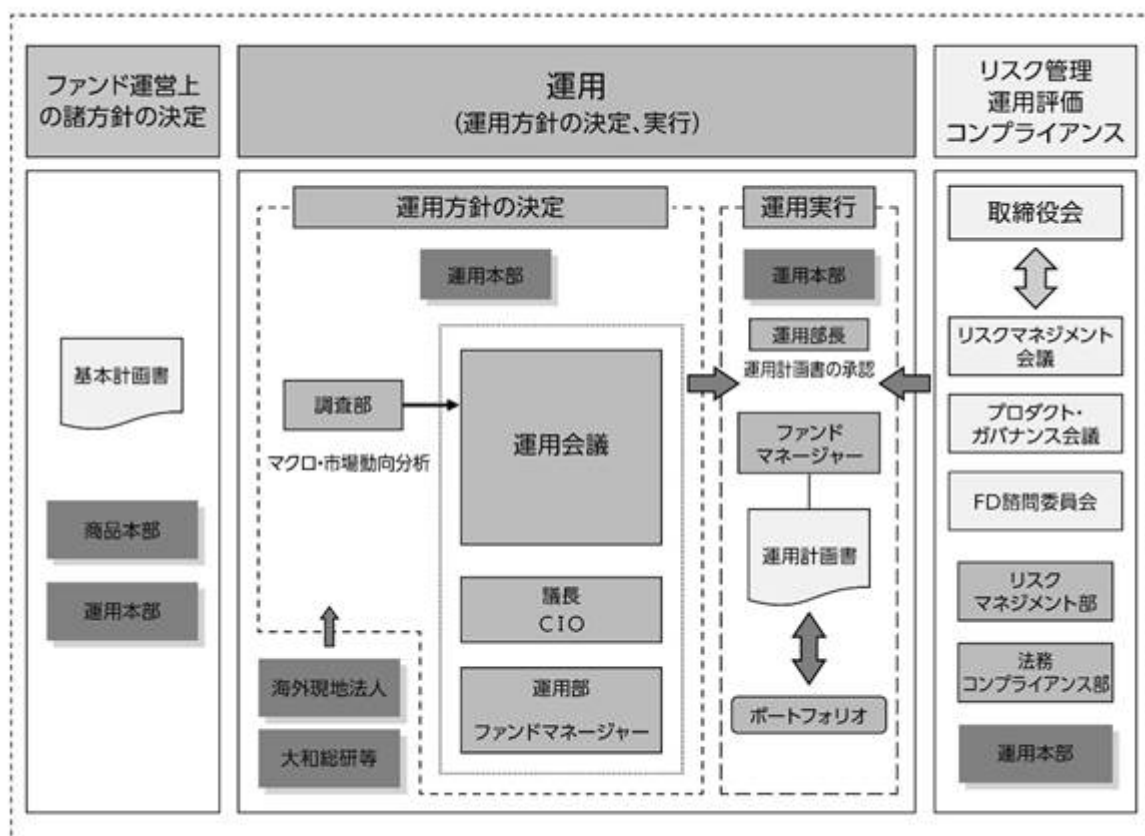 ファンド運営上
の諸方針の決定
運用
(運用方針の決定、実行)
リスク管理
運用評価
コンプライアンス
基本計画書
商品本部
運用本部
運用方針の決定
運用本部
調査部
マクロ・市場動向分析
運用会議
議長
CIO
運用部
ファンドマネージャー
海外現地法人
大和総研等
運用実行
運用本部
運用部長
運用計画書の承認
ファンド
マネージャー
運用計画書
ポートフォリオ
取締役会
リスクマネジメント
会議
プロダクト・
ガバナンス会議
FD諮問委員会
リスク
マネジメント部
法務
コンプライアンス部
運用本部